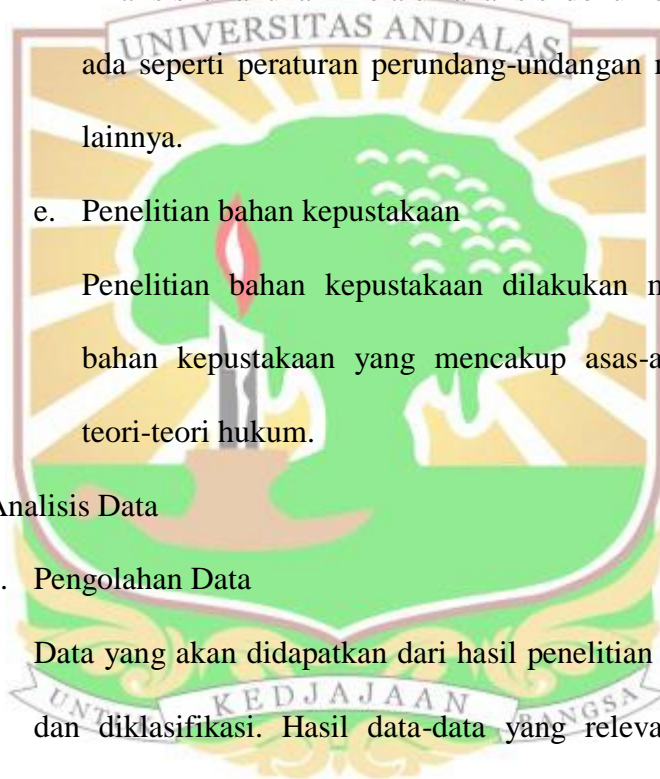 UNIVERSITAS ANDALAS
ada seperti peraturan perundang-undangan
lainnya.
e. Penelitian bahan kepustakaan
Penelitian bahan kepustakaan dilakukan
bahan kepustakaan yang mencakup
teori-teori hukum.
Analisis Data
Pengolahan Data
Data yang akan didapatkan dari hasil penelitian
UNTUK KEDJAJAAN BANGSA
dan diklasifikasi. Hasil data-data yang